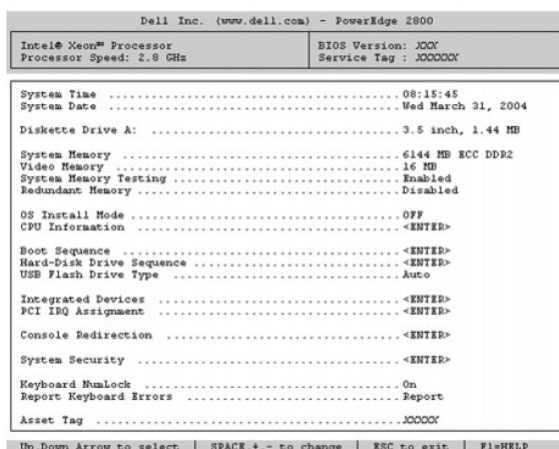 Dell Inc. (www.dell.com) - PowerEdge 2800
Intel® Xeon™ Processor
Processor Speed: 2.8 GHz
BIOS Version: XXX
Service Tag : XXXXXX
System Time ........................................ 08:15:45
System Date ........................................ Wed March 31, 2004
Diskette Drive A: .................................. 3.5 inch, 1.44 MB
System Memory ...................................... 6144 MB ECC DDR2
Video Memory ....................................... 16 MB
System Memory Testing .............................. Enabled
Redundant Memory ................................... Disabled
OS Install Mode .................................... OFF
CPU Information .................................... <ENTER>
Boot Sequence ...................................... <ENTER>
Hard-Disk Drive Sequence ........................... <ENTER>
USB Flash Drive Type ............................... Auto
Integrated Devices ................................. <ENTER>
PCI IRQ Assignment ................................. <ENTER>
Console Redirection ................................ <ENTER>
System Security .................................... <ENTER>
Keyboard NumLock ................................... On
Report Keyboard Errors ............................. Report
Asset Tag .......................................... XXXXX
Up,Down Arrow to select | SPACE,+,- to change | ESC to exit | F1=HELP